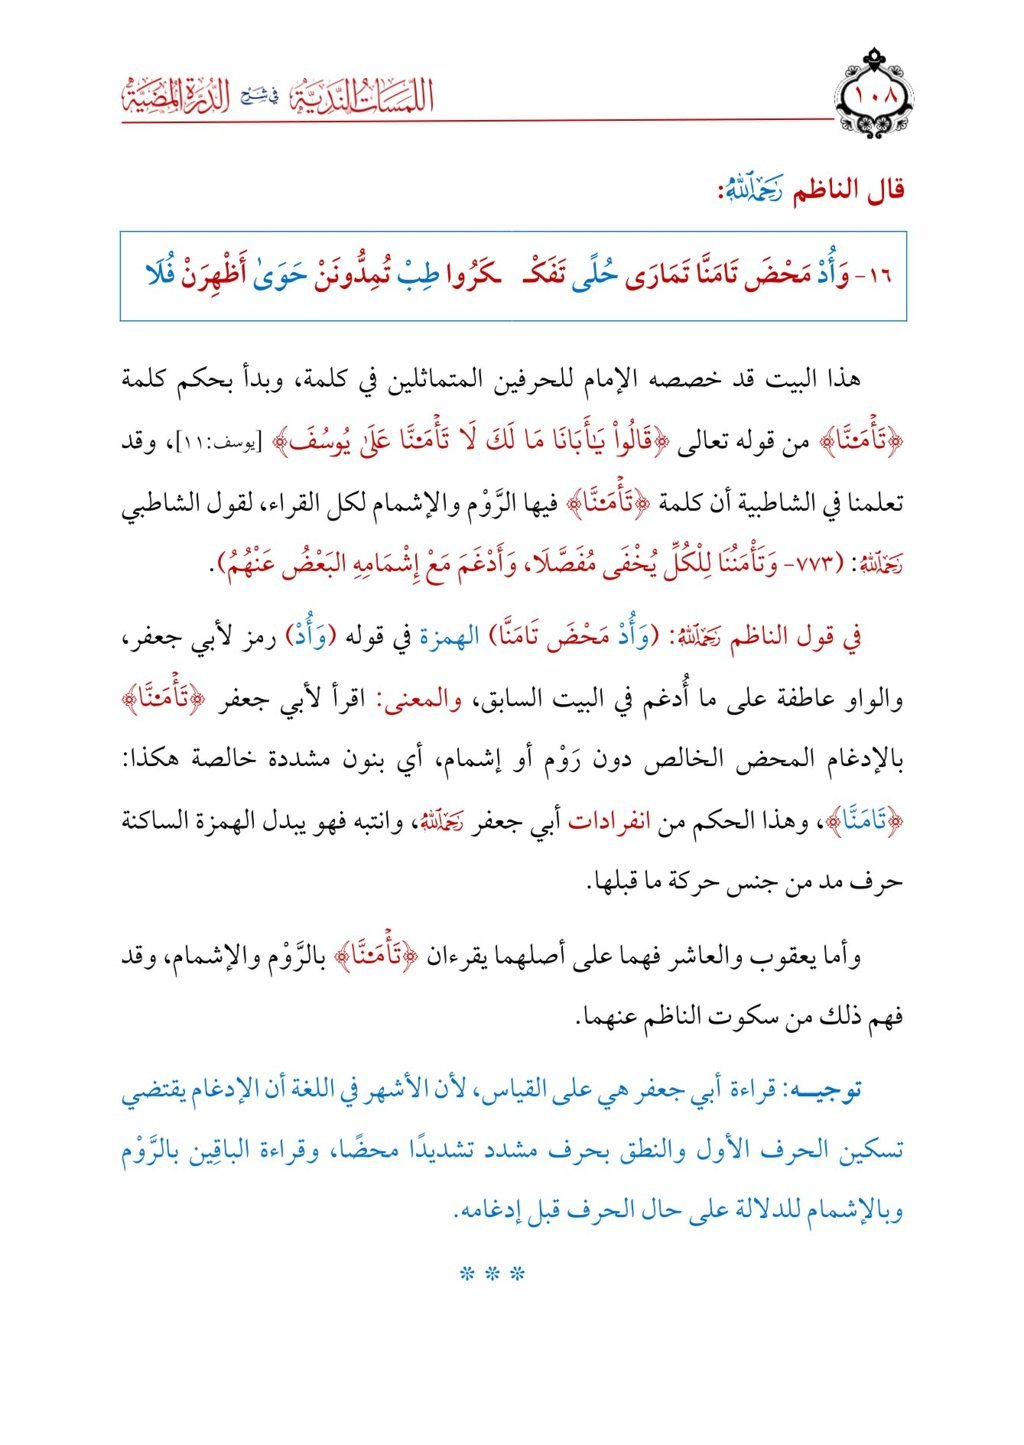 ١٠٨
اللمسات الندية في شرح الدرة المضية
قال الناظم رَحِمَهُ ٱللَّهُ:
١٦- وَأُدْ مَحْضَ تَامَنَّا تَمَارَى حُلًى تَفَكْـ ـكَرُوا طِبْ تُمِدُّونَنْ حَوَىٰ أَظْهِرَنْ فُلَا
هذا البيت قد خصصه الإمام للحرفين المتماثلين في كلمة، وبدأ بحكم كلمة
﴿تَأۡمَ۬نَّا﴾ من قوله تعالى ﴿قَالُواْ يَٰٓأَبَانَا مَا لَكَ لَا تَأۡمَ۬نَّا عَلَىٰ يُوسُفَ﴾ [يوسف:١١]، وقد
تعلمنا في الشاطبية أن كلمة ﴿تَأۡمَ۬نَّا﴾ فيها الرَّوْم والإشمام لكل القراء، لقول الشاطبي
رَحِمَهُ ٱللَّهُ: (٧٧٣- وَتَأْمَنُنَا لِلْكُلِّ يُخْفَى مُفَصَّلَا، وَأَدْغَمَ مَعْ إِشْمَامِهِ البَعْضُ عَنْهُمُ).
في قول الناظم رَحِمَهُ ٱللَّهُ: (وَأُدْ مَحْضَ تَامَنَّا) الهمزة في قوله (وَأُدْ) رمز لأبي جعفر،
والواو عاطفة على ما أُدغم في البيت السابق، والمعنى: اقرأ لأبي جعفر ﴿تَأۡمَ۬نَّا﴾
بالإدغام المحض الخالص دون رَوْم أو إشمام، أي بنون مشددة خالصة هكذا:
﴿تَامَنَّا﴾، وهذا الحكم من انفرادات أبي جعفر رَحِمَهُ ٱللَّهُ، وانتبه فهو يبدل الهمزة الساكنة
حرف مد من جنس حركة ما قبلها.
وأما يعقوب والعاشر فهما على أصلهما يقرءان ﴿تَأۡمَ۬نَّا﴾ بالرَّوْم والإشمام، وقد
فهم ذلك من سكوت الناظم عنهما.
توجيـــه: قراءة أبي جعفر هي على القياس، لأن الأشهر في اللغة أن الإدغام يقتضي
تسكين الحرف الأول والنطق بحرف مشدد تشديدًا محضًا، وقراءة الباقِين بالرَّوْم
وبالإشمام للدلالة على حال الحرف قبل إدغامه.
* * *